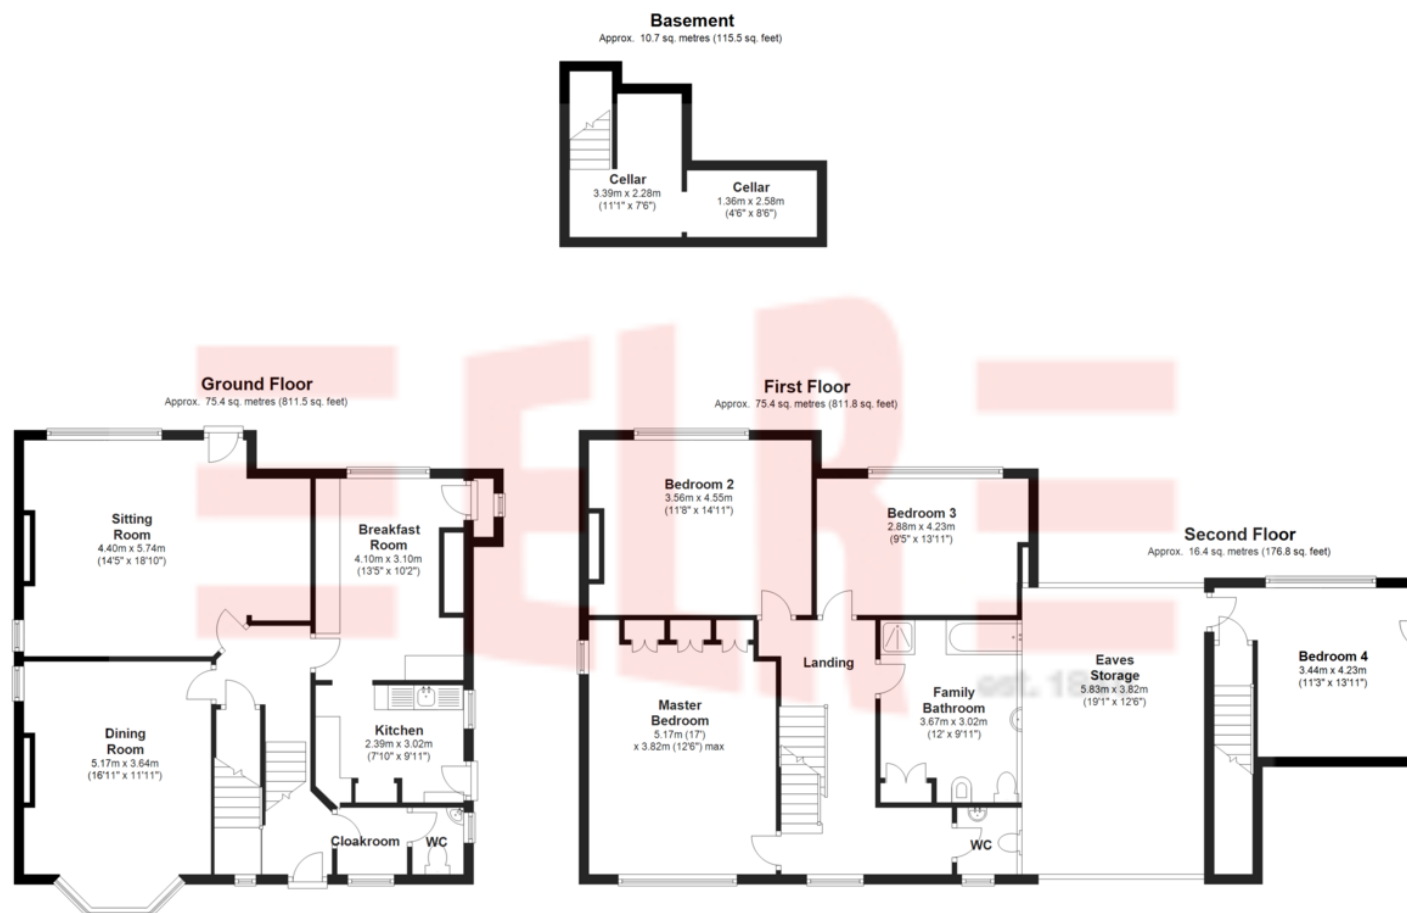 Basement
Approx. 10.7 sq. metres (115.5 sq. feet)
Cellar
3.39m x 2.28m
(11'1" x 7'6")
Cellar
1.36m x 2.58m
(4'6" x 8'6")
Ground Floor
Approx. 75.4 sq. metres (811.5 sq. feet)
Sitting
Room
4.40m x 5.74m
(14'5" x 18'10")
Breakfast
Room
4.10m x 3.10m
(13'5" x 10'2")
Dining
Room
5.17m x 3.64m
(16'11" x 11'11")
Kitchen
2.39m x 3.02m
(7'10" x 9'11")
Cloakroom
WC
First Floor
Approx. 75.4 sq. metres (811.8 sq. feet)
Bedroom 2
3.56m x 4.55m
(11'8" x 14'11")
Bedroom 3
2.88m x 4.23m
(9'5" x 13'11")
Landing
Master
Bedroom
5.17m (17')
x 3.82m (12'6") max
Family
Bathroom
3.67m x 3.02m
(12' x 9'11")
WC
Second Floor
Approx. 16.4 sq. metres (176.8 sq. feet)
Eaves
Storage
5.83m x 3.82m
(19'1" x 12'6")
Bedroom 4
3.44m x 4.23m
(11'3" x 13'11")
ELR
est.